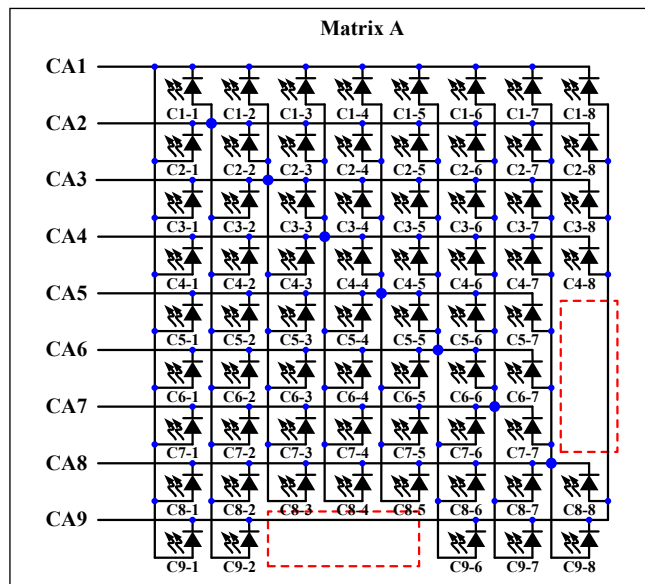 Matrix A
CA1
C1-1 C1-2 C1-3 C1-4 C1-5 C1-6 C1-7 C1-8
CA2
C2-1 C2-2 C2-3 C2-4 C2-5 C2-6 C2-7 C2-8
CA3
C3-1 C3-2 C3-3 C3-4 C3-5 C3-6 C3-7 C3-8
CA4
C4-1 C4-2 C4-3 C4-4 C4-5 C4-6 C4-7 C4-8
CA5
C5-1 C5-2 C5-3 C5-4 C5-5 C5-6 C5-7
CA6
C6-1 C6-2 C6-3 C6-4 C6-5 C6-6 C6-7
CA7
C7-1 C7-2 C7-3 C7-4 C7-5 C7-6 C7-7
CA8
C8-1 C8-2 C8-3 C8-4 C8-5 C8-6 C8-7 C8-8
CA9
C9-1 C9-2 C9-6 C9-7 C9-8